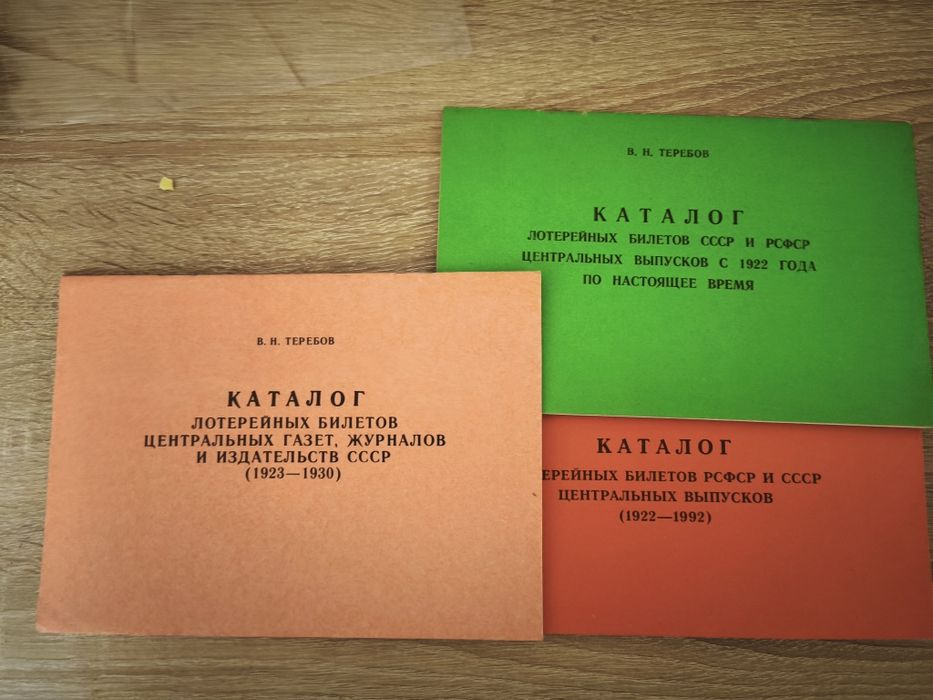 В. Н. ТЕРЕБОВ
КАТАЛОГ
ЛОТЕРЕЙНЫХ БИЛЕТОВ СССР И РСФСР
ЦЕНТРАЛЬНЫХ ВЫПУСКОВ С 1922 ГОДА
ПО НАСТОЯЩЕЕ ВРЕМЯ
В. Н. ТЕРЕБОВ
КАТАЛОГ
ЛОТЕРЕЙНЫХ БИЛЕТОВ
ЦЕНТРАЛЬНЫХ ГАЗЕТ, ЖУРНАЛОВ
И ИЗДАТЕЛЬСТВ СССР
(1923—1930)
КАТАЛОГ
ЕРЕЙНЫХ БИЛЕТОВ РСФСР И СССР
ЦЕНТРАЛЬНЫХ ВЫПУСКОВ
(1922—1992)